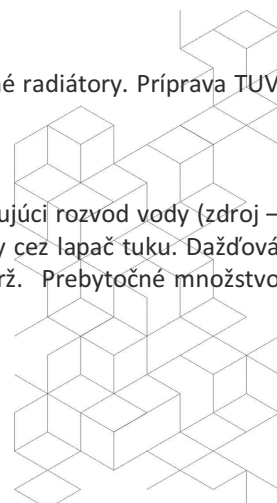 é radiátory. Príprava TUV
ujúci rozvod vody (zdroj –
y cez lapač tuku. Dažďová
rž. Prebytočné množstvo